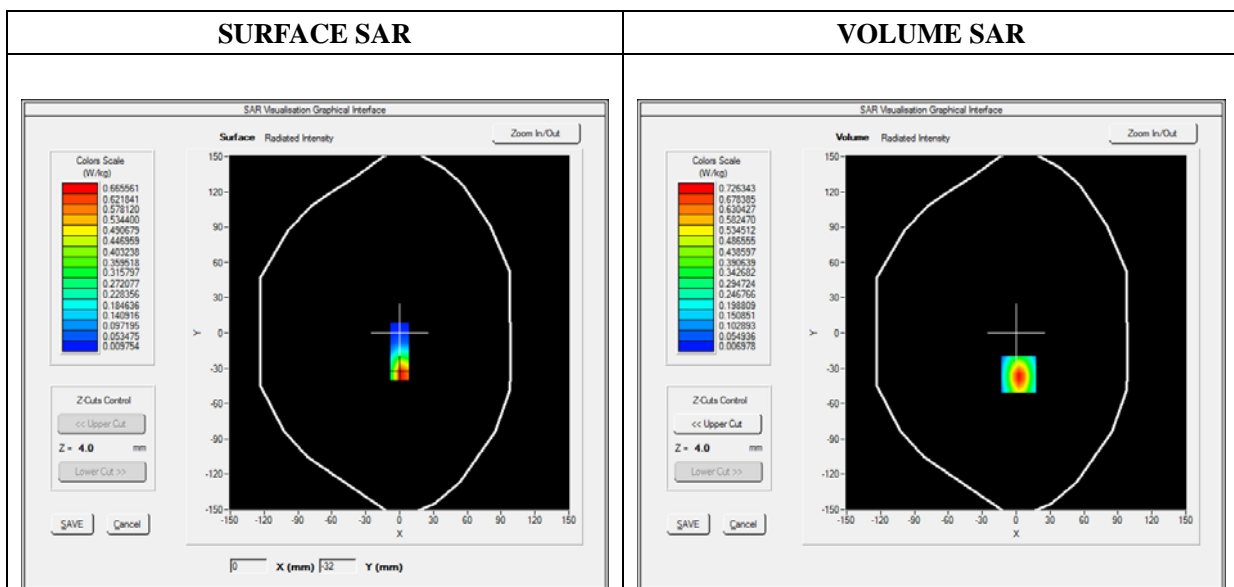 SURFACE SAR
VOLUME SAR
SAR Visualisation Graphical Interface
Surface Radiated Intensity
Zoom In/Out
Colors Scale
(W/kg)
0.665561
0.621841
0.578120
0.534400
0.490679
0.446959
0.403238
0.359518
0.315797
0.272077
0.228356
0.184636
0.140916
0.097195
0.053475
0.009754
Z-Cuts Control
<< Upper Cut
Z = 4.0 mm
Lower Cut >>
SAVE Cancel
150
120
90
60
30
0
-30
-60
-90
-120
-150
Y
-150 -120 -90 -60 -30 0 30 60 90 120 150
X
0 X (mm) -32 Y (mm)
SAR Visualisation Graphical Interface
Volume Radiated Intensity
Zoom In/Out
Colors Scale
(W/kg)
0.726343
0.678385
0.630427
0.582470
0.534512
0.486555
0.438597
0.390639
0.342682
0.294724
0.246766
0.198809
0.150851
0.102893
0.054936
0.006978
Z-Cuts Control
<< Upper Cut
Z = 4.0 mm
Lower Cut >>
SAVE Cancel
150
120
90
60
30
0
-30
-60
-90
-120
-150
Y
-150 -120 -90 -60 -30 0 30 60 90 120 150
X